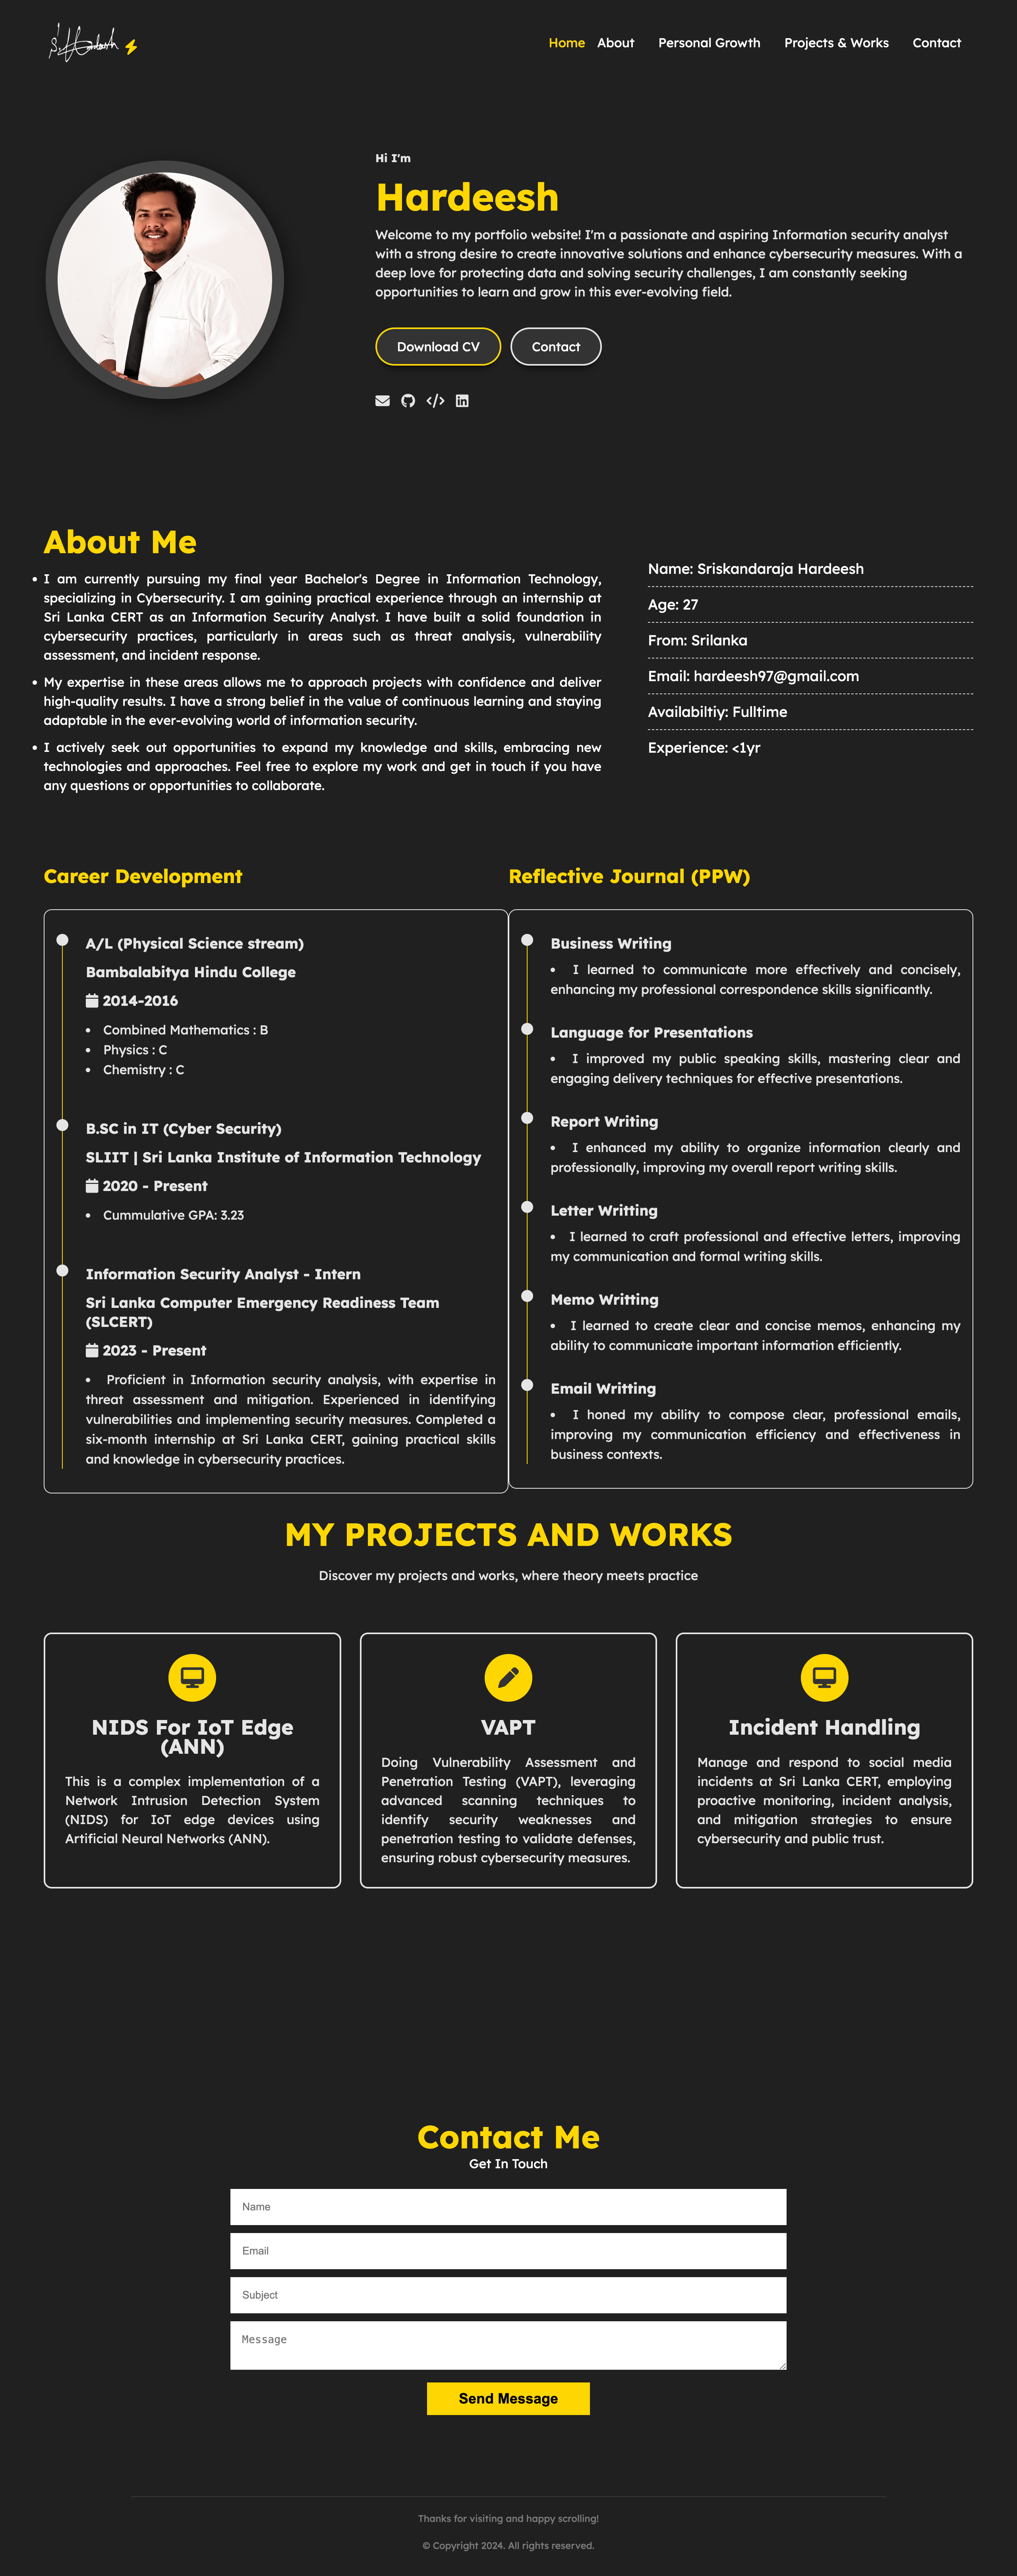 Home About Personal Growth Projects & Works Contact
Hi I'm
Hardeesh
Welcome to my portfolio website! I'm a passionate and aspiring Information security analyst
with a strong desire to create innovative solutions and enhance cybersecurity measures. With a
deep love for protecting data and solving security challenges, I am constantly seeking
opportunities to learn and grow in this ever-evolving field.
Download CV Contact
About Me
• I am currently pursuing my final year Bachelor's Degree in Information Technology,
specializing in Cybersecurity. I am gaining practical experience through an internship at
Sri Lanka CERT as an Information Security Analyst. I have built a solid foundation in
cybersecurity practices, particularly in areas such as threat analysis, vulnerability
assessment, and incident response.
• My expertise in these areas allows me to approach projects with confidence and deliver
high-quality results. I have a strong belief in the value of continuous learning and staying
adaptable in the ever-evolving world of information security.
• I actively seek out opportunities to expand my knowledge and skills, embracing new
technologies and approaches. Feel free to explore my work and get in touch if you have
any questions or opportunities to collaborate.
Name: Sriskandaraja Hardeesh
Age: 27
From: Srilanka
Email: hardeesh97@gmail.com
Availabiltiy: Fulltime
Experience: <1yr
Career Development
A/L (Physical Science stream)
Bambalabitya Hindu College
2014-2016
• Combined Mathematics : B
• Physics : C
• Chemistry : C
B.SC in IT (Cyber Security)
SLIIT | Sri Lanka Institute of Information Technology
2020 - Present
• Cummulative GPA: 3.23
Information Security Analyst - Intern
Sri Lanka Computer Emergency Readiness Team
(SLCERT)
2023 - Present
• Proficient in Information security analysis, with expertise in
threat assessment and mitigation. Experienced in identifying
vulnerabilities and implementing security measures. Completed a
six-month internship at Sri Lanka CERT, gaining practical skills
and knowledge in cybersecurity practices.
Reflective Journal (PPW)
Business Writing
• I learned to communicate more effectively and concisely,
enhancing my professional correspondence skills significantly.
Language for Presentations
• I improved my public speaking skills, mastering clear and
engaging delivery techniques for effective presentations.
Report Writing
• I enhanced my ability to organize information clearly and
professionally, improving my overall report writing skills.
Letter Writting
• I learned to craft professional and effective letters, improving
my communication and formal writing skills.
Memo Writting
• I learned to create clear and concise memos, enhancing my
ability to communicate important information efficiently.
Email Writting
• I honed my ability to compose clear, professional emails,
improving my communication efficiency and effectiveness in
business contexts.
MY PROJECTS AND WORKS
Discover my projects and works, where theory meets practice
NIDS For IoT Edge
(ANN)
This is a complex implementation of a
Network Intrusion Detection System
(NIDS) for IoT edge devices using
Artificial Neural Networks (ANN).
VAPT
Doing Vulnerability Assessment and
Penetration Testing (VAPT), leveraging
advanced scanning techniques to
identify security weaknesses and
penetration testing to validate defenses,
ensuring robust cybersecurity measures.
Incident Handling
Manage and respond to social media
incidents at Sri Lanka CERT, employing
proactive monitoring, incident analysis,
and mitigation strategies to ensure
cybersecurity and public trust.
Contact Me
Get In Touch
Name
Email
Subject
Message
Send Message
Thanks for visiting and happy scrolling!
© Copyright 2024. All rights reserved.